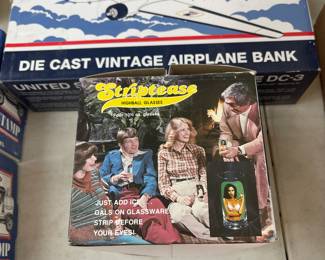 DIE CAST VINTAGE AIRPLANE BANK
UNITED S
E DC-3
Striptease
HIGHBALL GLASSES
JUST ADD ICE
GALS ON GLASSWARE
STRIP BEFORE
YOUR EYES!